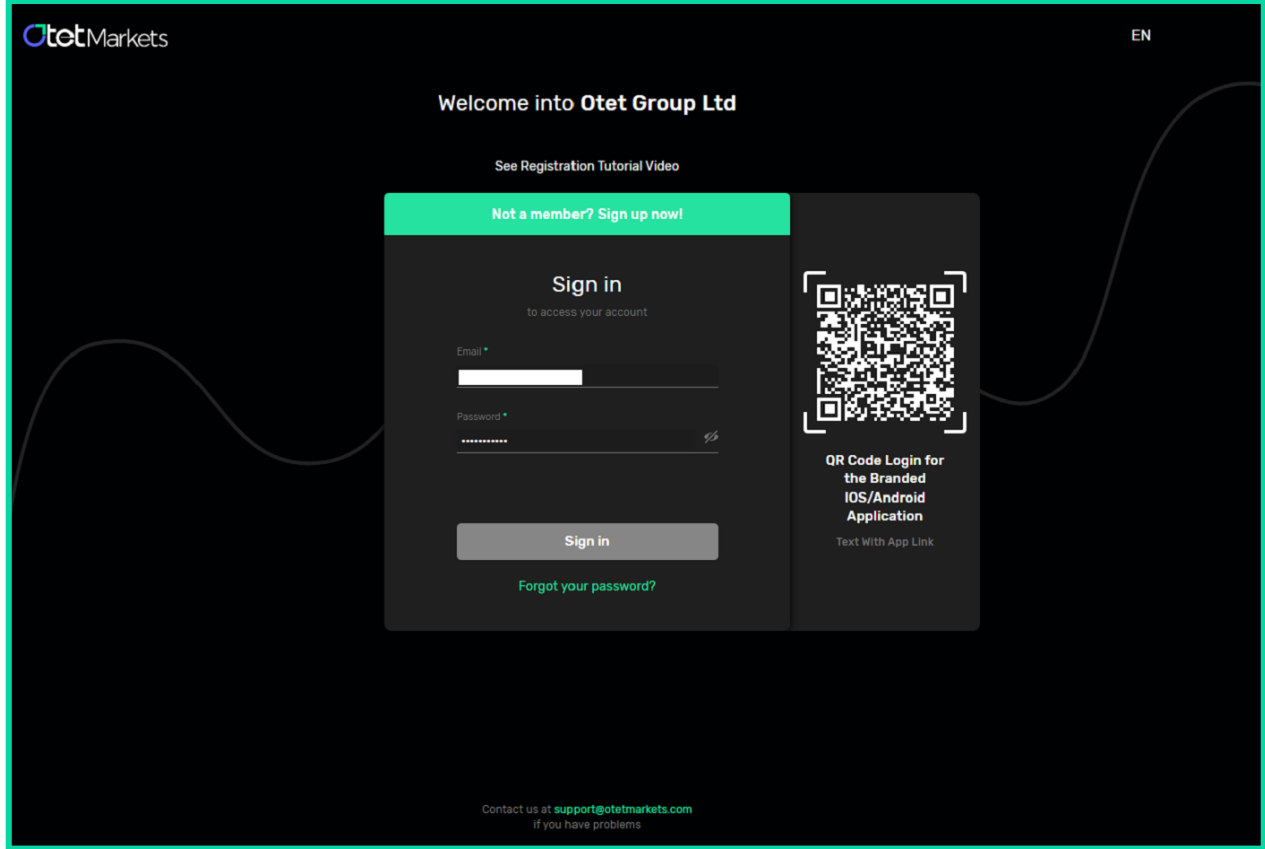 OtetMarkets
EN
Welcome into Otet Group Ltd
See Registration Tutorial Video
Not a member? Sign up now!
Sign in
to access your account
Email *
Password *
•••••••••••
Sign in
Forgot your password?
QR Code Login for
the Branded
IOS/Android
Application
Text With App Link
Contact us at support@otetmarkets.com
if you have problems